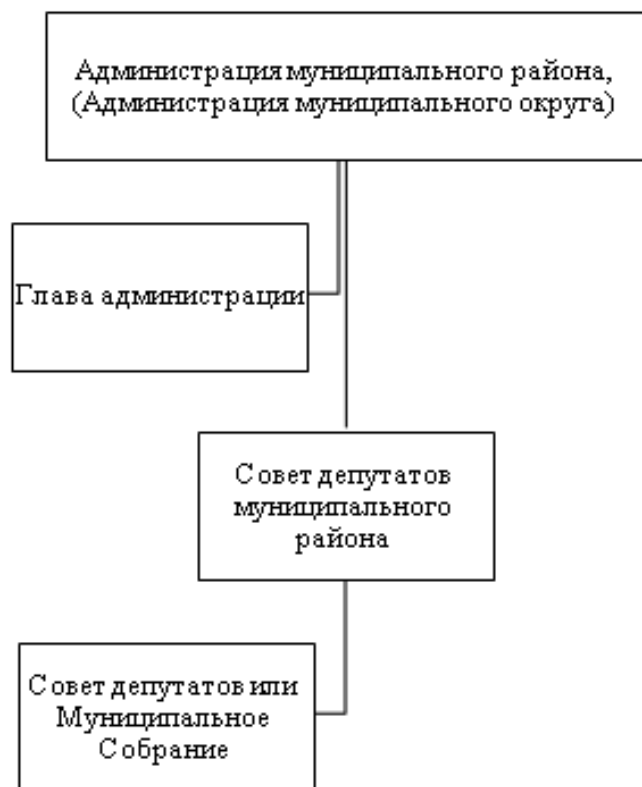 Администрация муниципального района,
(Администрация муниципального округа)
Глава администрации
Совет депутатов
муниципального
района
Совет депутатов или
Муниципальное
Собрание